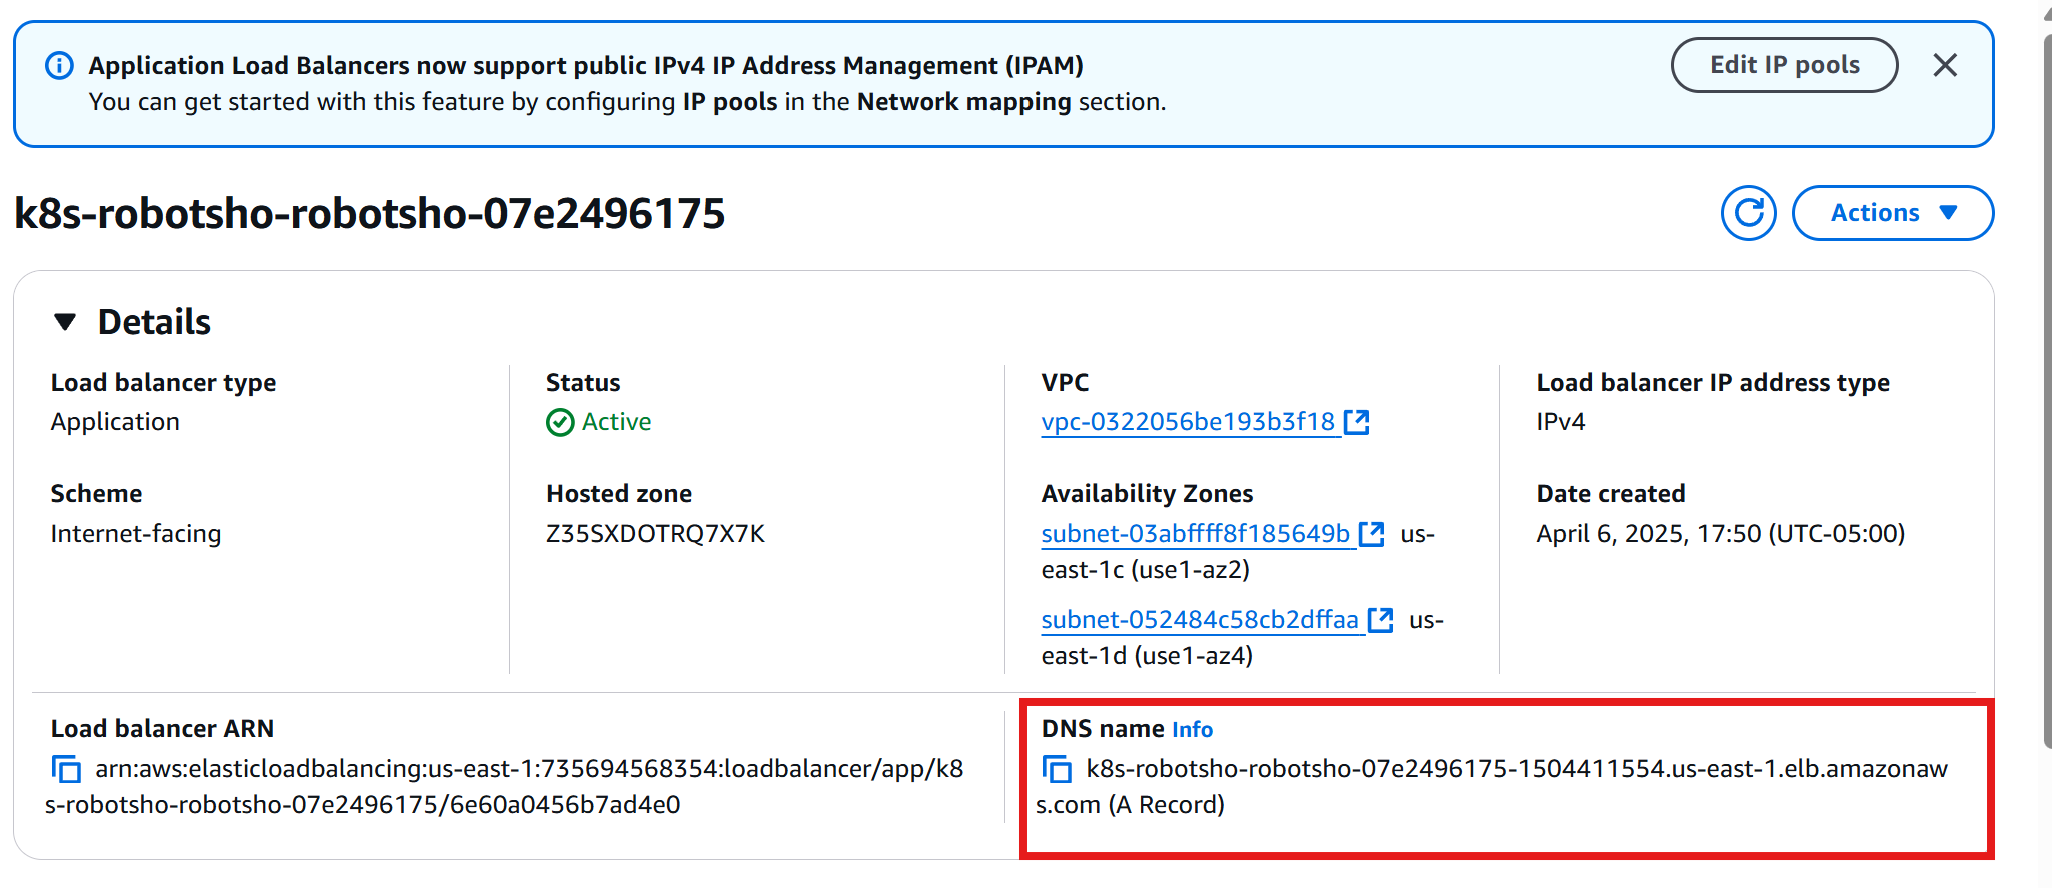 Application Load Balancers now support public IPv4 IP Address Management (IPAM)
You can get started with this feature by configuring IP pools in the Network mapping section.
Edit IP pools
k8s-robotsho-robotsho-07e2496175
Actions
Details
Load balancer type
Application
Status
Active
VPC
vpc-0322056be193b3f18
Load balancer IP address type
IPv4
Scheme
Internet-facing
Hosted zone
Z35SXDOTRQ7X7K
Availability Zones
subnet-03abffff8f185649b us-
east-1c (use1-az2)
subnet-052484c58cb2dffaa us-
east-1d (use1-az4)
Date created
April 6, 2025, 17:50 (UTC-05:00)
Load balancer ARN
arn:aws:elasticloadbalancing:us-east-1:735694568354:loadbalancer/app/k8
s-robotsho-robotsho-07e2496175/6e60a0456b7ad4e0
DNS name Info
k8s-robotsho-robotsho-07e2496175-1504411554.us-east-1.elb.amazonaw
s.com (A Record)